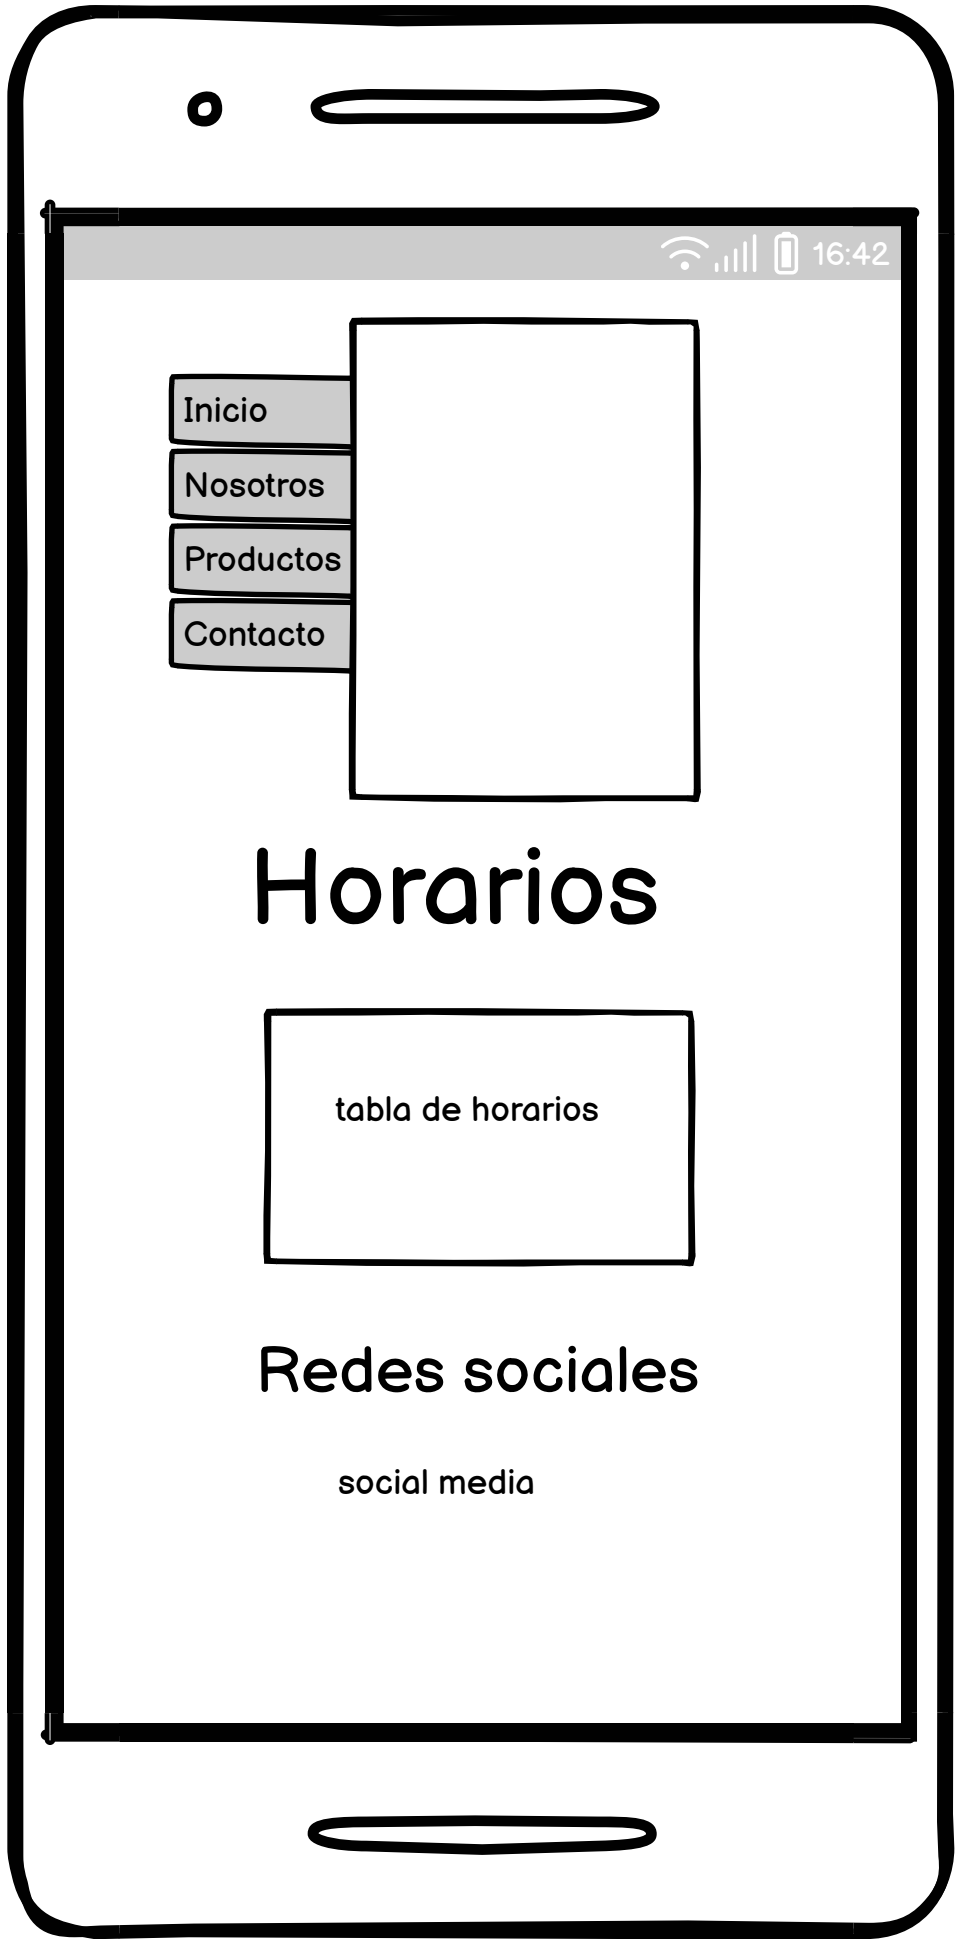 16:42
Inicio
Nosotros
Productos
Contacto
Horarios
tabla de horarios
Redes sociales
social media